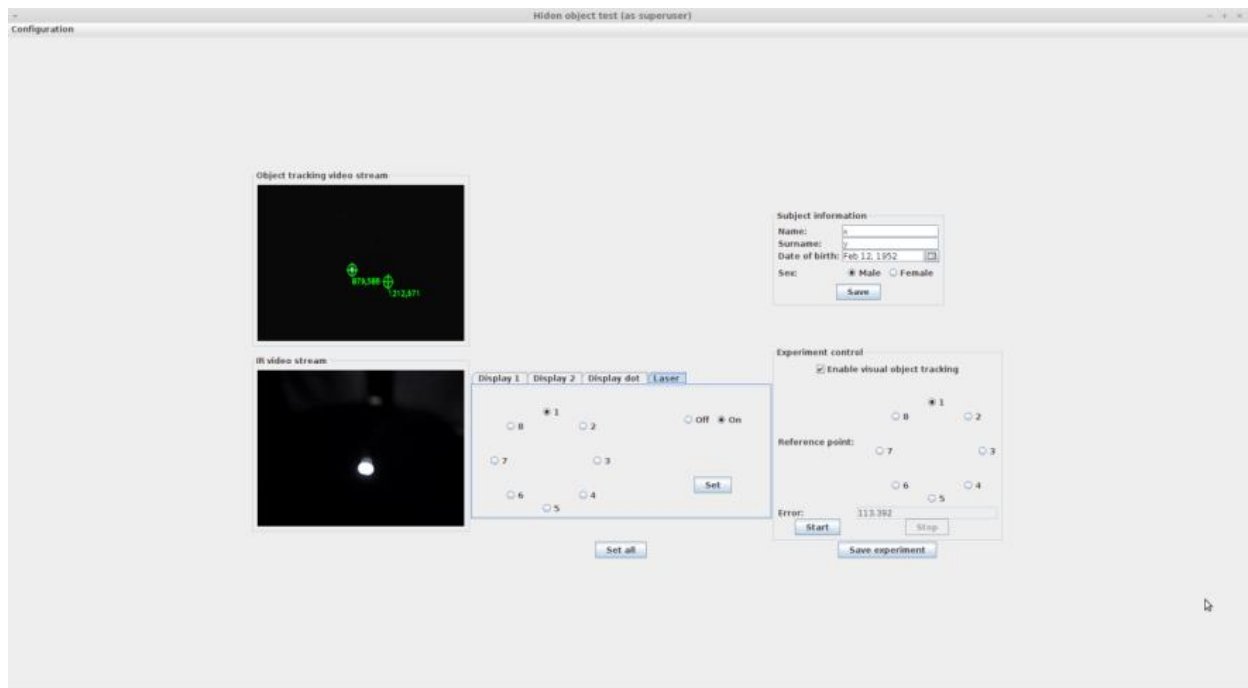 Hidon object test (as superuser)
Configuration
Object tracking video stream
1212,671
IR video stream
Display 1 Display 2 Display dot Laser
1
8 2
7 3
6 4
5
Off On
Set
Set all
Subject information
Name: x
Surname: y
Date of birth: Feb 12, 1952
Sex: Male Female
Save
Experiment control
Enable visual object tracking
1
8 2
Reference point: 7 3
6 4
5
Error: 113.392
Start Stop
Save experiment